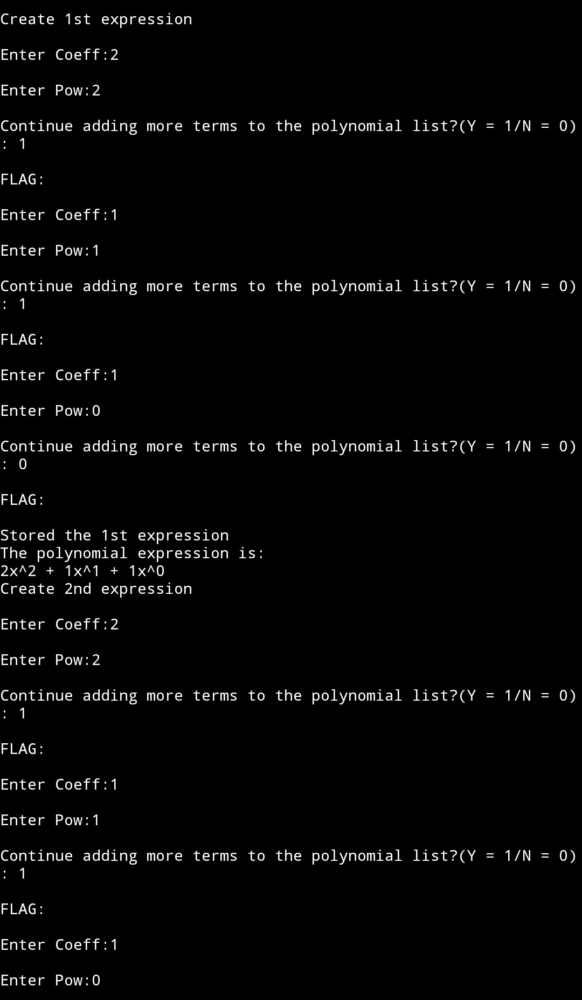 Create 1st expression
Enter Coeff:2
Enter Pow:2
Continue adding more terms to the polynomial list?(Y = 1/N = 0)
: 1
FLAG:
Enter Coeff:1
Enter Pow:1
Continue adding more terms to the polynomial list?(Y = 1/N = 0)
: 1
FLAG:
Enter Coeff:1
Enter Pow:0
Continue adding more terms to the polynomial list?(Y = 1/N = 0)
: 0
FLAG:
Stored the 1st expression
The polynomial expression is:
2x^2 + 1x^1 + 1x^0
Create 2nd expression
Enter Coeff:2
Enter Pow:2
Continue adding more terms to the polynomial list?(Y = 1/N = 0)
: 1
FLAG:
Enter Coeff:1
Enter Pow:1
Continue adding more terms to the polynomial list?(Y = 1/N = 0)
: 1
FLAG:
Enter Coeff:1
Enter Pow:0